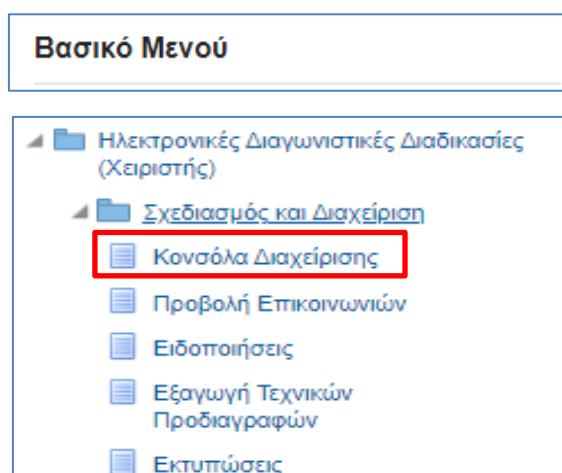 Βασικό Μενού
Ηλεκτρονικές Διαγωνιστικές Διαδικασίες
(Χειριστής)
Σχεδιασμός και Διαχείριση
Κονσόλα Διαχείρισης
Προβολή Επικοινωνιών
Ειδοποιήσεις
Εξαγωγή Τεχνικών
Προδιαγραφών
Εκτυπώσεις